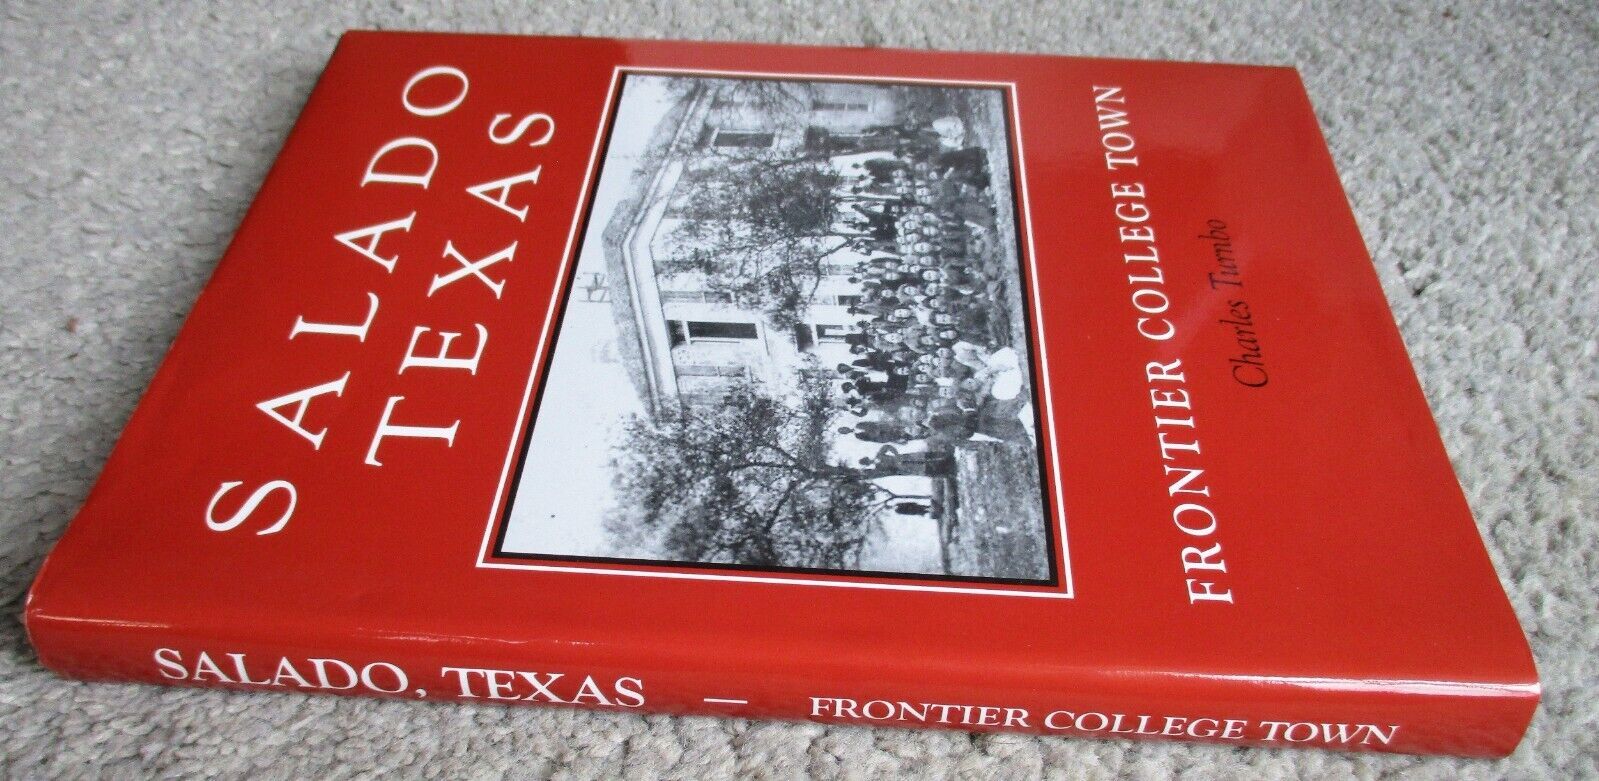 SALADO
TEXAS
FRONTIER COLLEGE TOWN
Charles Turnbo
SALADO, TEXAS — FRONTIER COLLEGE TOWN